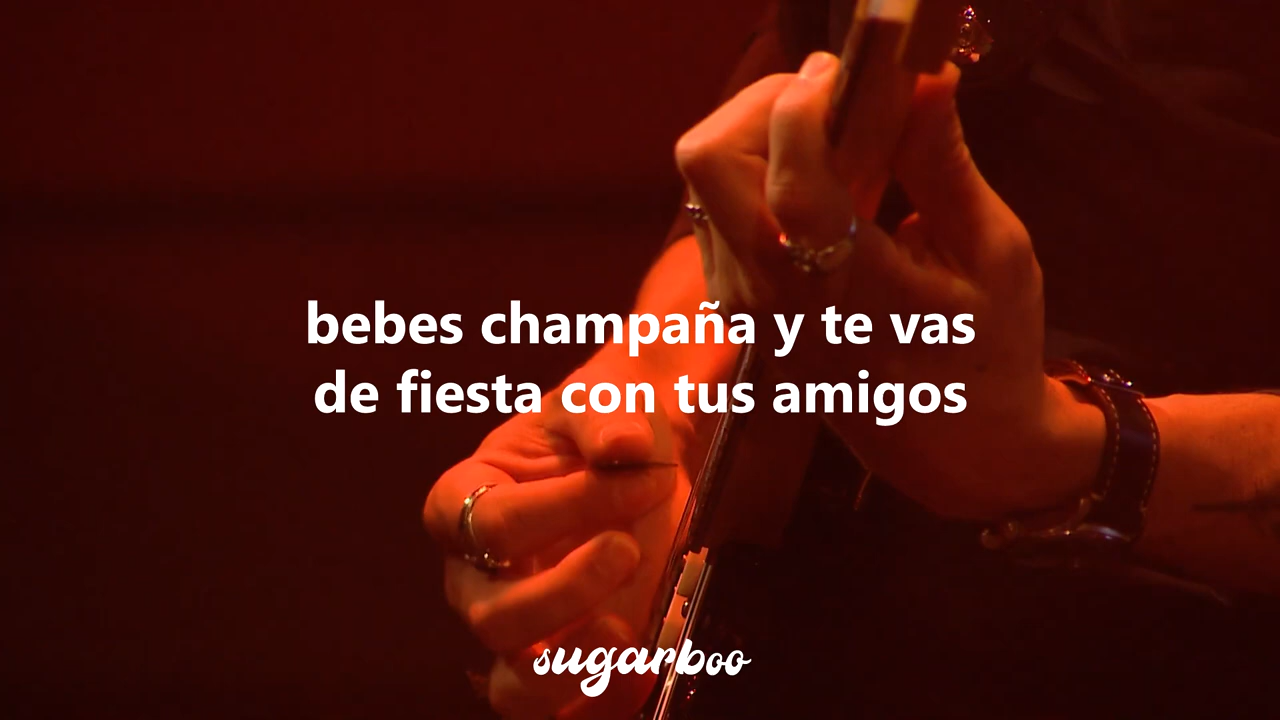 bebes champaña y te vas
de fiesta con tus amigos
sugarboo